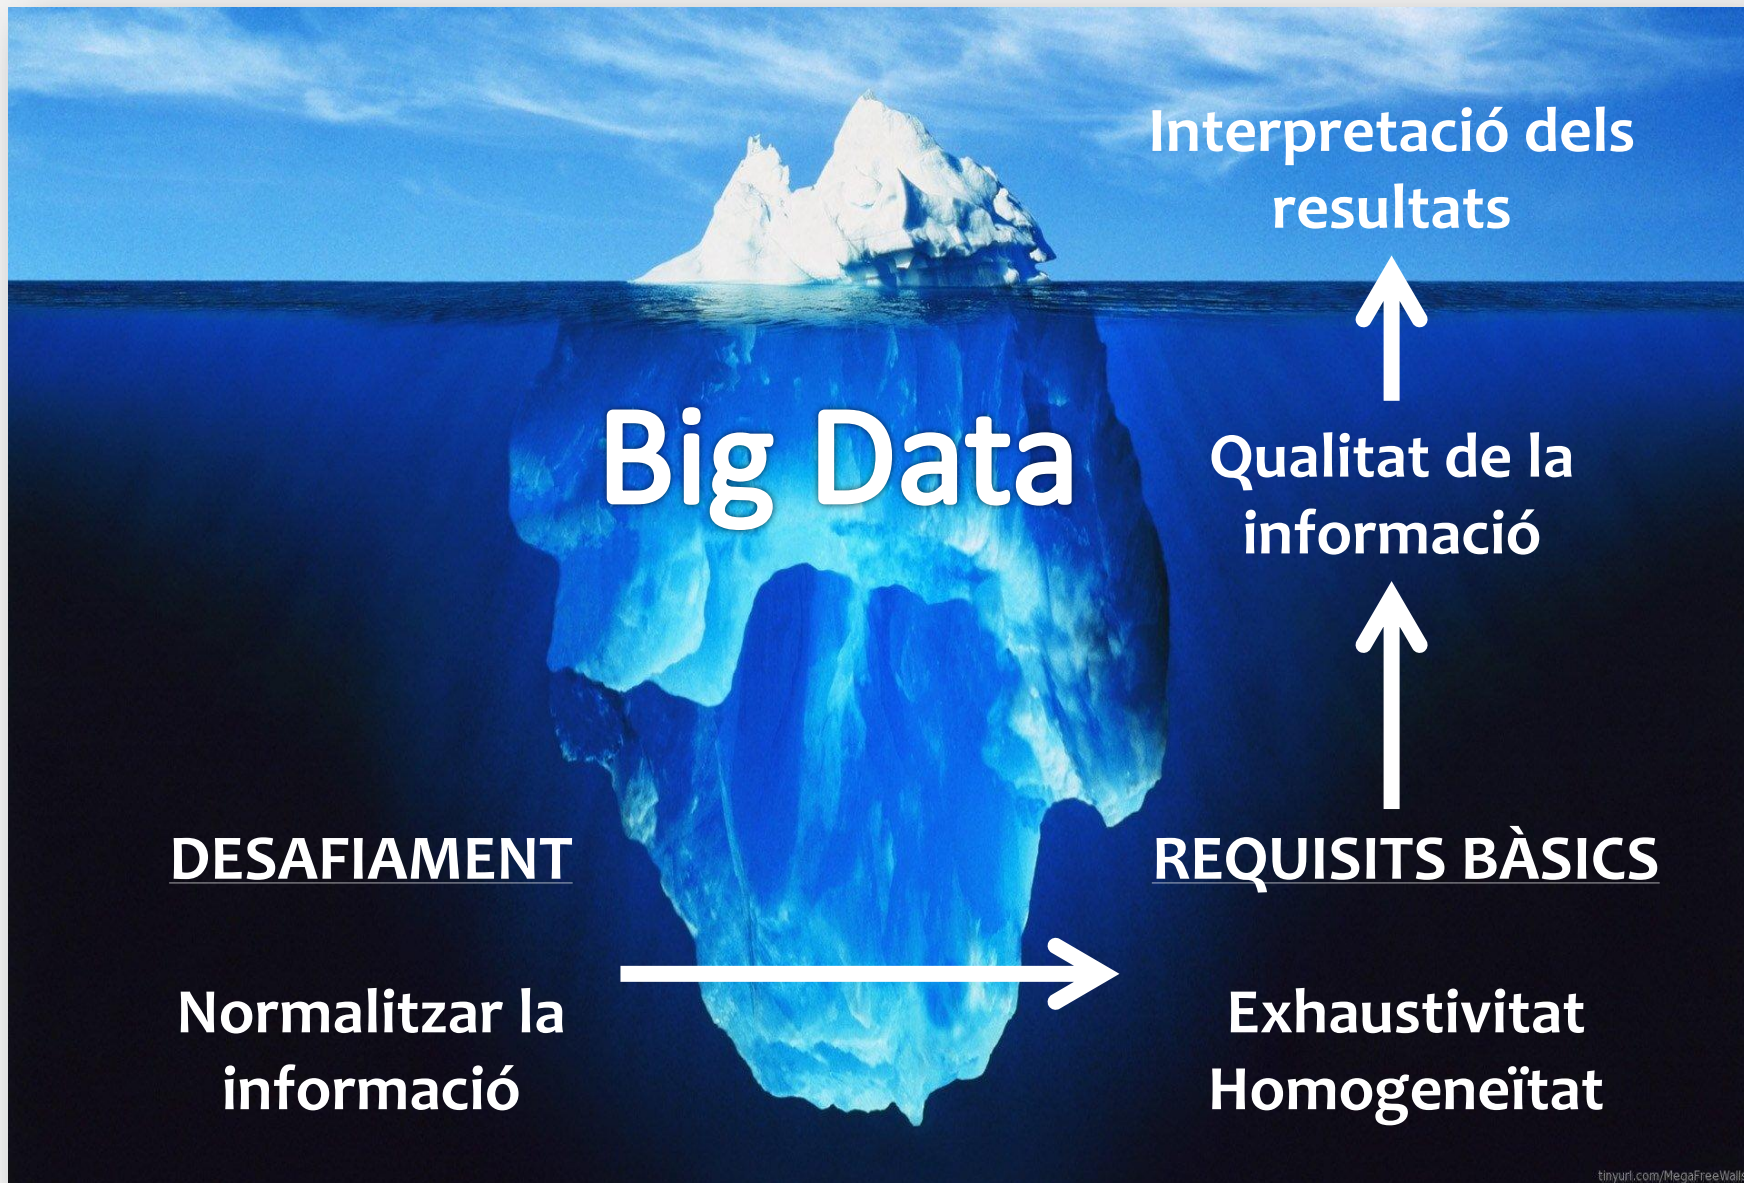 Interpretació dels
resultats
Big Data
Qualitat de la
informació
DESAFIAMENT
REQUISITS BÀSICS
Normalitzar la
informació
Exhaustivitat
Homogeneïtat
tinyurl.com/MegaFreeWalls